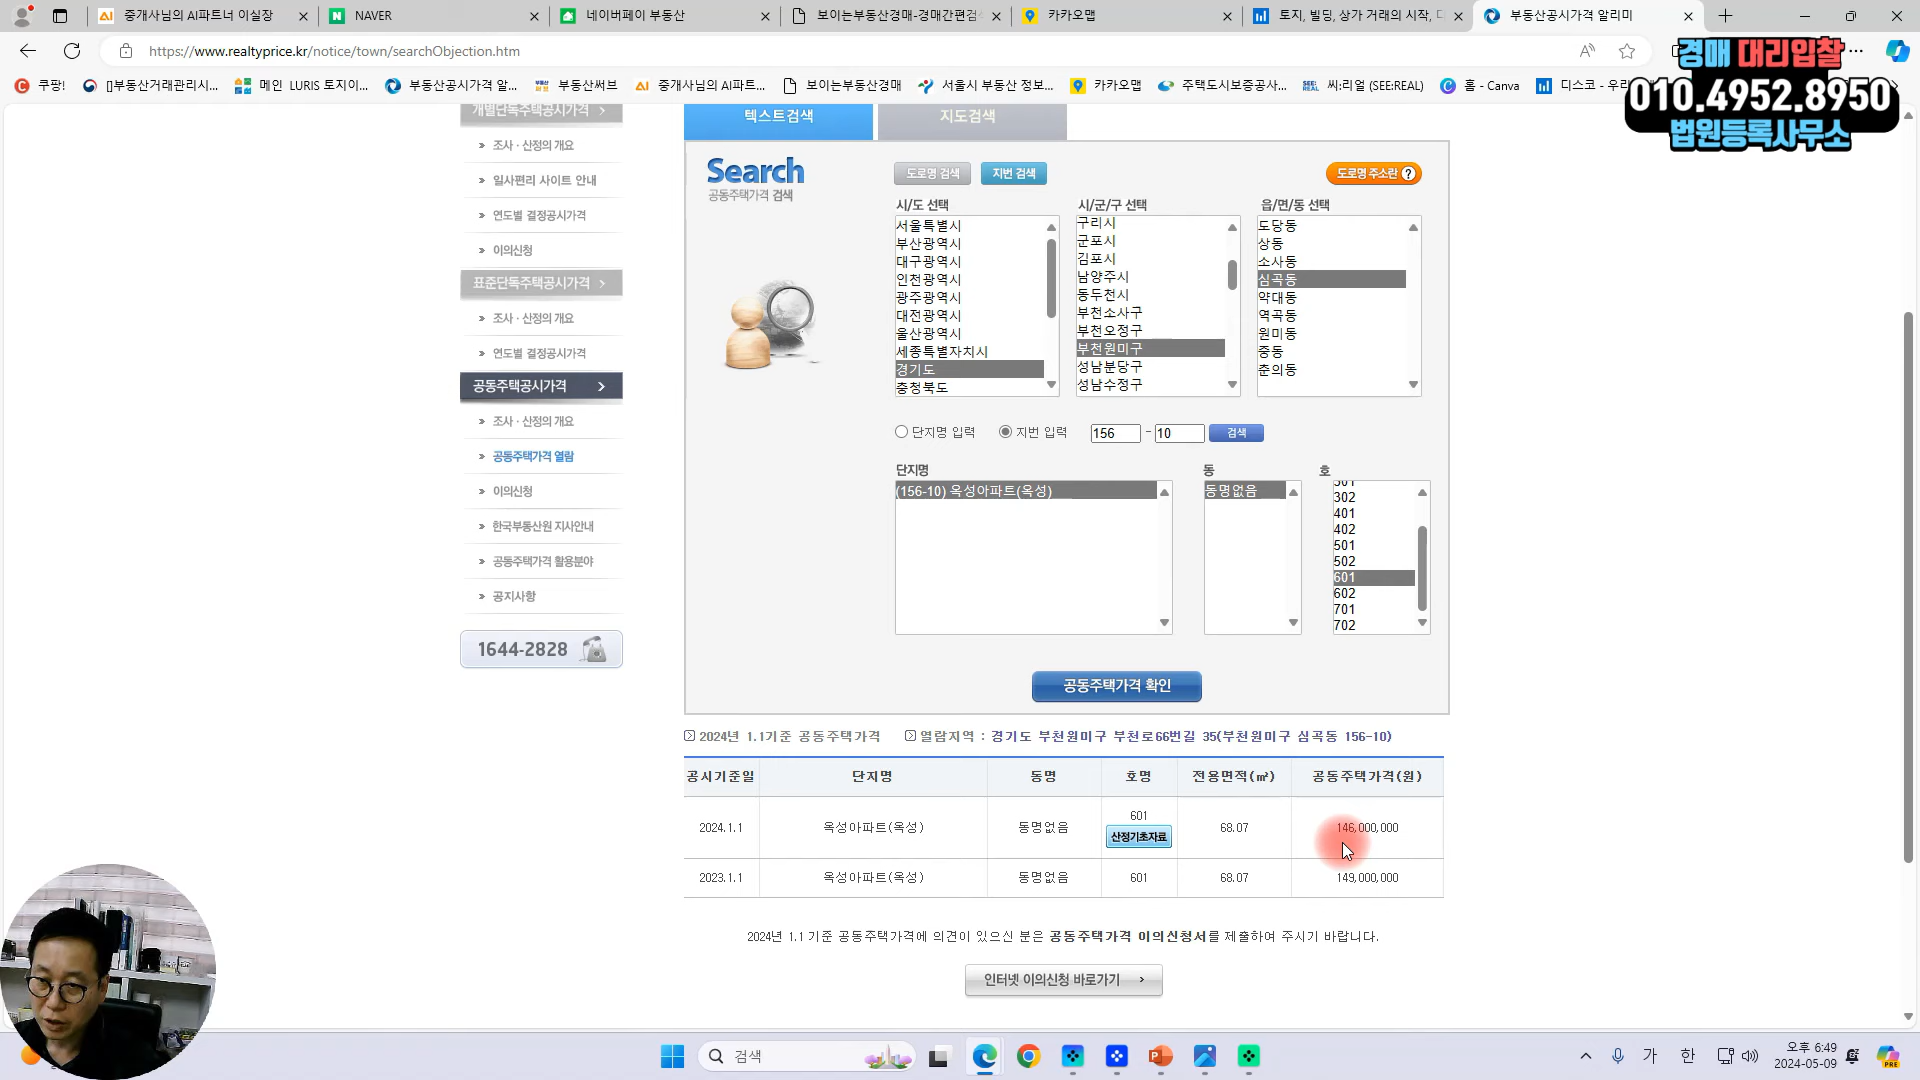 중개사님의 AI파트너 이실장
NAVER
네이버페이 부동산
보이는부동산경매-경매간편검색
카카오맵
토지, 빌딩, 상가 거래의 시작, 디
부동산공시가격 알리미
https://www.realtyprice.kr/notice/town/searchObjection.htm
경매 대리입찰
010.4952.8950
법원등록사무소
쿠팡!
[]부동산거래관리시...
메인 LURIS 토지이...
부동산공시가격 알...
부동산써브
중개사님의 AI파트...
보이는부동산경매
서울시 부동산 정보...
카카오맵
주택도시보증공사...
씨:리얼 (SEE:REAL)
홈 - Canva
디스코 - 우리
개별단독주택공시가격
조사ㆍ산정의 개요
일사편리 사이트 안내
연도별 결정공시가격
이의신청
표준단독주택공시가격
조사ㆍ산정의 개요
연도별 결정공시가격
공동주택공시가격
조사ㆍ산정의 개요
공동주택가격 열람
이의신청
한국부동산원 지사안내
공동주택가격 활용분야
공지사항
1644-2828
텍스트검색
지도검색
Search
공동주택가격 검색
도로명 검색
지번 검색
도로명 주소란 ?
시/도 선택
서울특별시
부산광역시
대구광역시
인천광역시
광주광역시
대전광역시
울산광역시
세종특별자치시
경기도
충청북도
시/군/구 선택
구리시
군포시
김포시
남양주시
동두천시
부천소사구
부천오정구
부천원미구
성남분당구
성남수정구
읍/면/동 선택
도당동
상동
소사동
심곡동
약대동
역곡동
원미동
중동
춘의동
단지명 입력
지번 입력
156 - 10
검색
단지명
(156-10) 옥성아파트(옥성)
동
동명없음
호
301
302
401
402
501
502
601
602
701
702
공동주택가격 확인
2024년 1.1기준 공동주택가격
열람지역 : 경기도 부천원미구 부천로66번길 35(부천원미구 심곡동 156-10)
공시기준일 단지명 동명 호명 전용면적(㎡) 공동주택가격(원)
2024.1.1 옥성아파트(옥성) 동명없음 601 산정기초자료 68.07 146,000,000
2023.1.1 옥성아파트(옥성) 동명없음 601 68.07 149,000,000
2024년 1.1 기준 공동주택가격에 의견이 있으신 분은 공동주택가격 이의신청서를 제출하여 주시기 바랍니다.
인터넷 이의신청 바로가기
검색
가
한
오후 6:49
2024-05-09